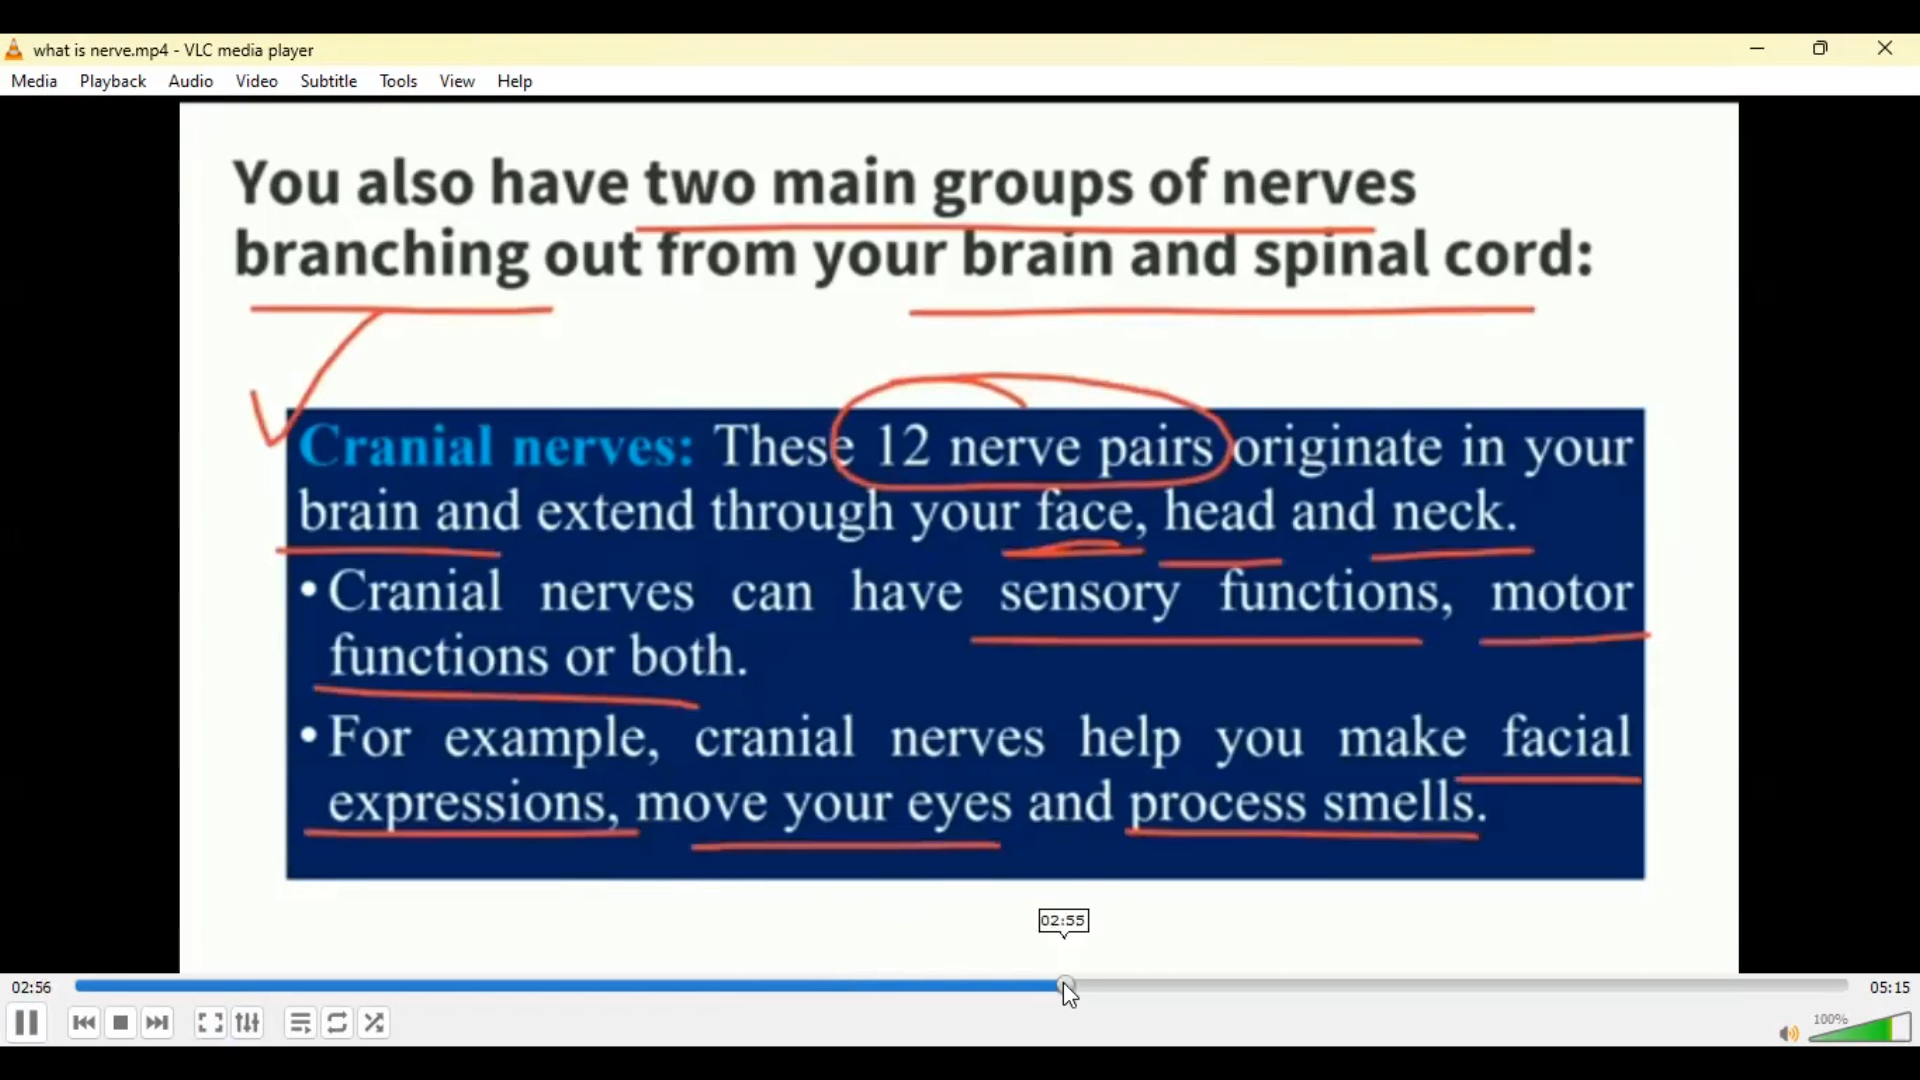 what is nerve.mp4 - VLC media player
Media Playback Audio Video Subtitle Tools View Help
You also have two main groups of nerves
branching out from your brain and spinal cord:
Cranial nerves: These 12 nerve pairs originate in your
brain and extend through your face, head and neck.
• Cranial nerves can have sensory functions, motor
functions or both.
• For example, cranial nerves help you make facial
expressions, move your eyes and process smells.
02:55
02:56 05:15
100%